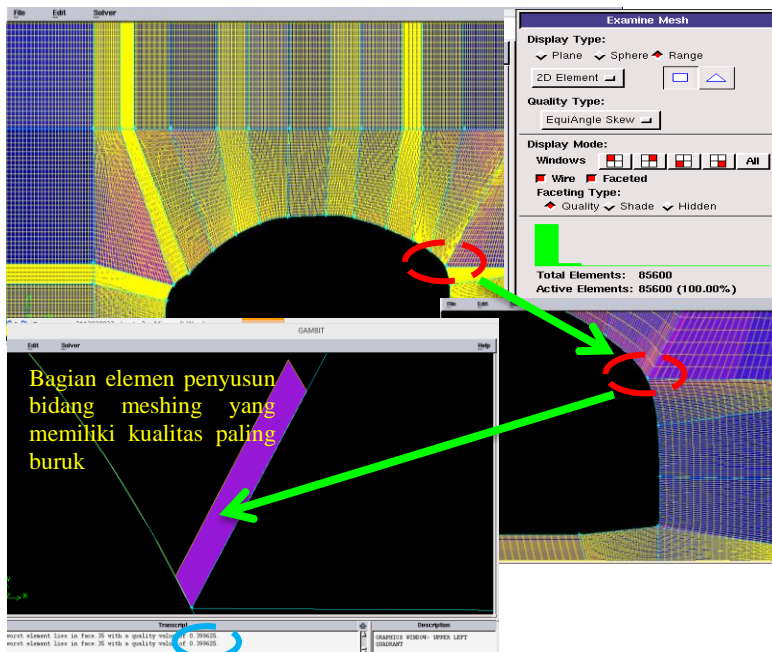 File Edit Solver
Examine Mesh
Display Type:
Plane Sphere Range
2D Element
Quality Type:
EquiAngle Skew
Display Mode:
Windows All
Wire Faceted
Faceting Type:
Quality Shade Hidden
Total Elements: 85600
Active Elements: 85600 (100.00%)
File Edit
GAMBIT
Edit Solver Help
Bagian elemen penyusun
bidang meshing yang
memiliki kualitas paling
buruk
Transcript
worst element lies in face 35 with a quality value of 0.399625.
worst element lies in face 35 with a quality value of 0.399625.
Description
GRAPHICS WINDOW- UPPER LEFT
QUADRANT